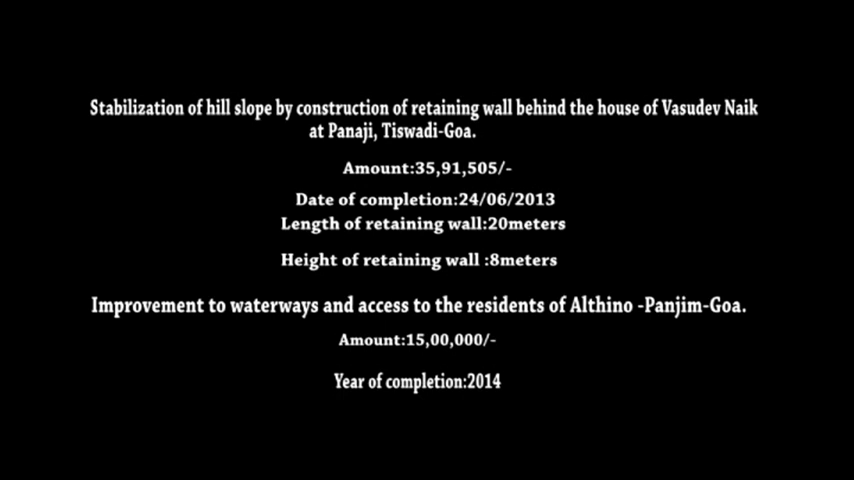 Stabilization of hill slope by construction of retaining wall behind the house of Vasudev Naik
at Panaji, Tiswadi-Goa.
Amount:35,91,505/-
Date of completion:24/06/2013
Length of retaining wall:20meters
Height of retaining wall :8meters
Improvement to waterways and access to the residents of Althino -Panjim-Goa.
Amount:15,00,000/-
Year of completion:2014